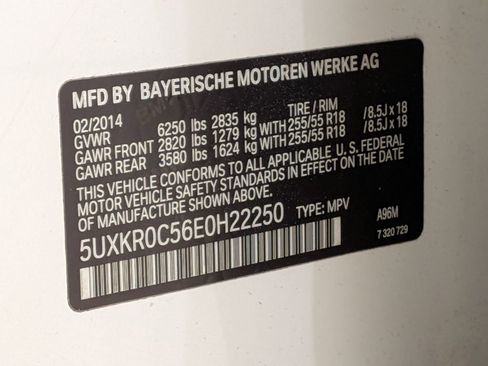 MFD BY BAYERISCHE MOTOREN WERKE AG
02/2014 TIRE / RIM
GVWR 6250 lbs 2835 kg
GAWR FRONT 2820 lbs 1279 kg WITH 255/55 R18 / 8.5J x 18
GAWR REAR 3580 lbs 1624 kg WITH 255/55 R18 / 8.5J x 18
THIS VEHICLE CONFORMS TO ALL APPLICABLE U. S. FEDERAL
MOTOR VEHICLE SAFETY STANDARDS IN EFFECT ON THE DATE
OF MANUFACTURE SHOWN ABOVE.
5UXKR0C56E0H22250 TYPE: MPV A96M
7 320 729